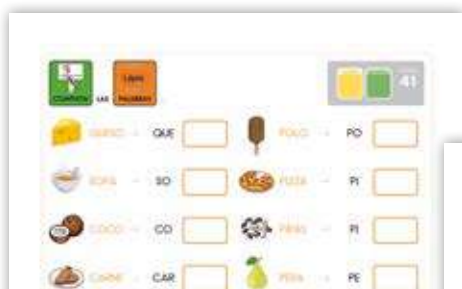 COMPLETA LAS PALABRAS 41
QUESO → QUE POLO → PO
SOPA → SO PIZZA → PI
COCO → CO PI
CARNE → CAR PERA → PE